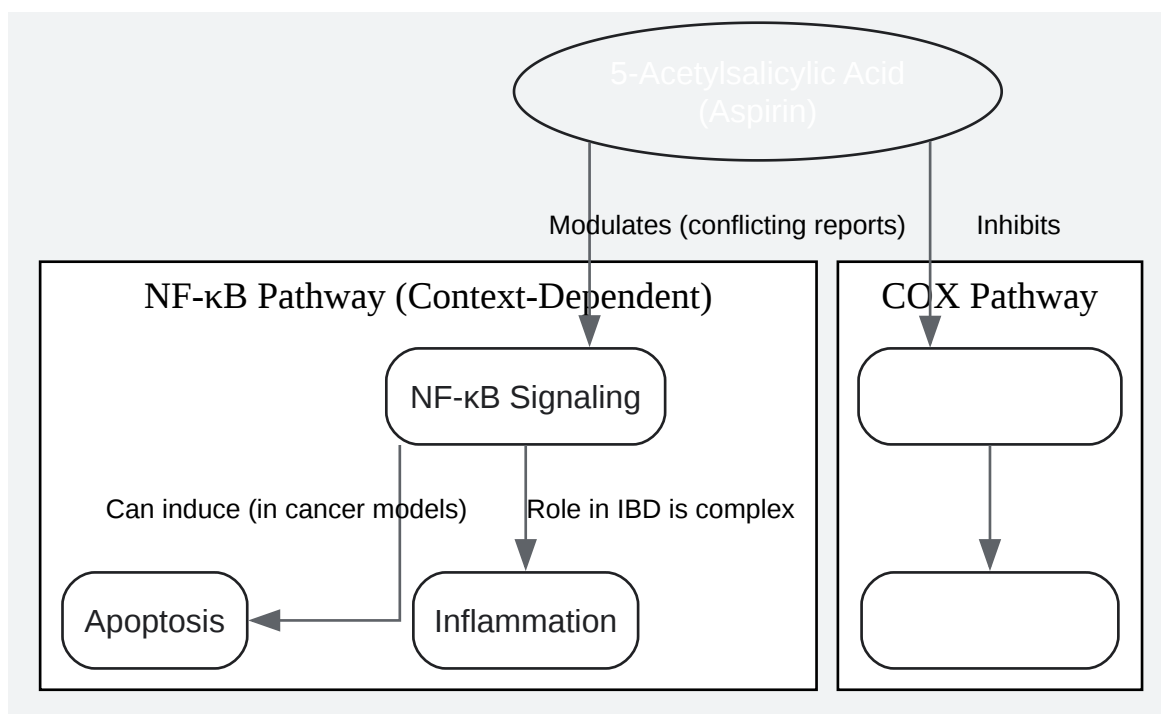 5-Acetylsalicylic Acid
(Aspirin)
Modulates (conflicting reports)
Inhibits
NF-κB Pathway (Context-Dependent)
COX Pathway
NF-κB Signaling
Can induce (in cancer models)
Role in IBD is complex
Apoptosis
Inflammation